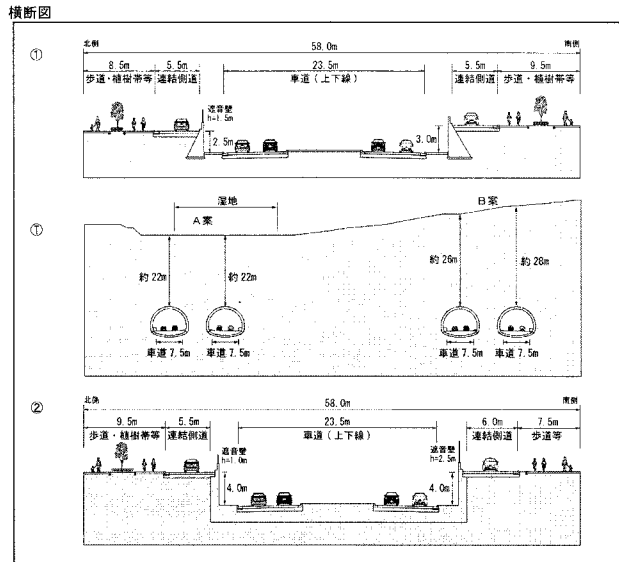 横断図
①
北側 58.0m 南側
8.5m 5.5m 23.5m 5.5m 9.5m
歩道・植樹帯等 連結側道 車道(上下線) 連結側道 歩道・植樹帯等
遮音壁
h=1.5m
2.5m 3.0m
湿地
A案 B案
約22m 約22m 約26m 約28m
車道7.5m 車道7.5m 車道7.5m 車道7.5m
②
58.0m 南側
9.5m 5.5m 23.5m 6.0m 7.5m
歩道・植樹帯等 連結側道 車道(上下線) 連結側道 歩道等
遮音壁 遮音壁
h=1.0m h=2.5m
4.0m 4.0m